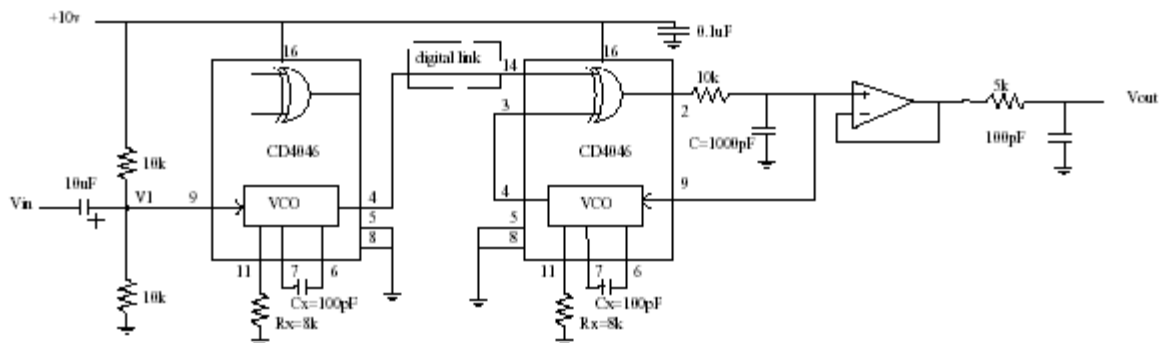 +10v
0.1uF
16
digital link
14
16
10k
5k
3
2
Vout
CD4046
CD4046
C=1000pF
100pF
10k
10uF
Vin
V1
9
VCO
4
4
VCO
9
5
8
5
8
11
7
6
11
7
6
10k
Cx=100pF
Rx=8k
Cx=100pF
Rx=8k